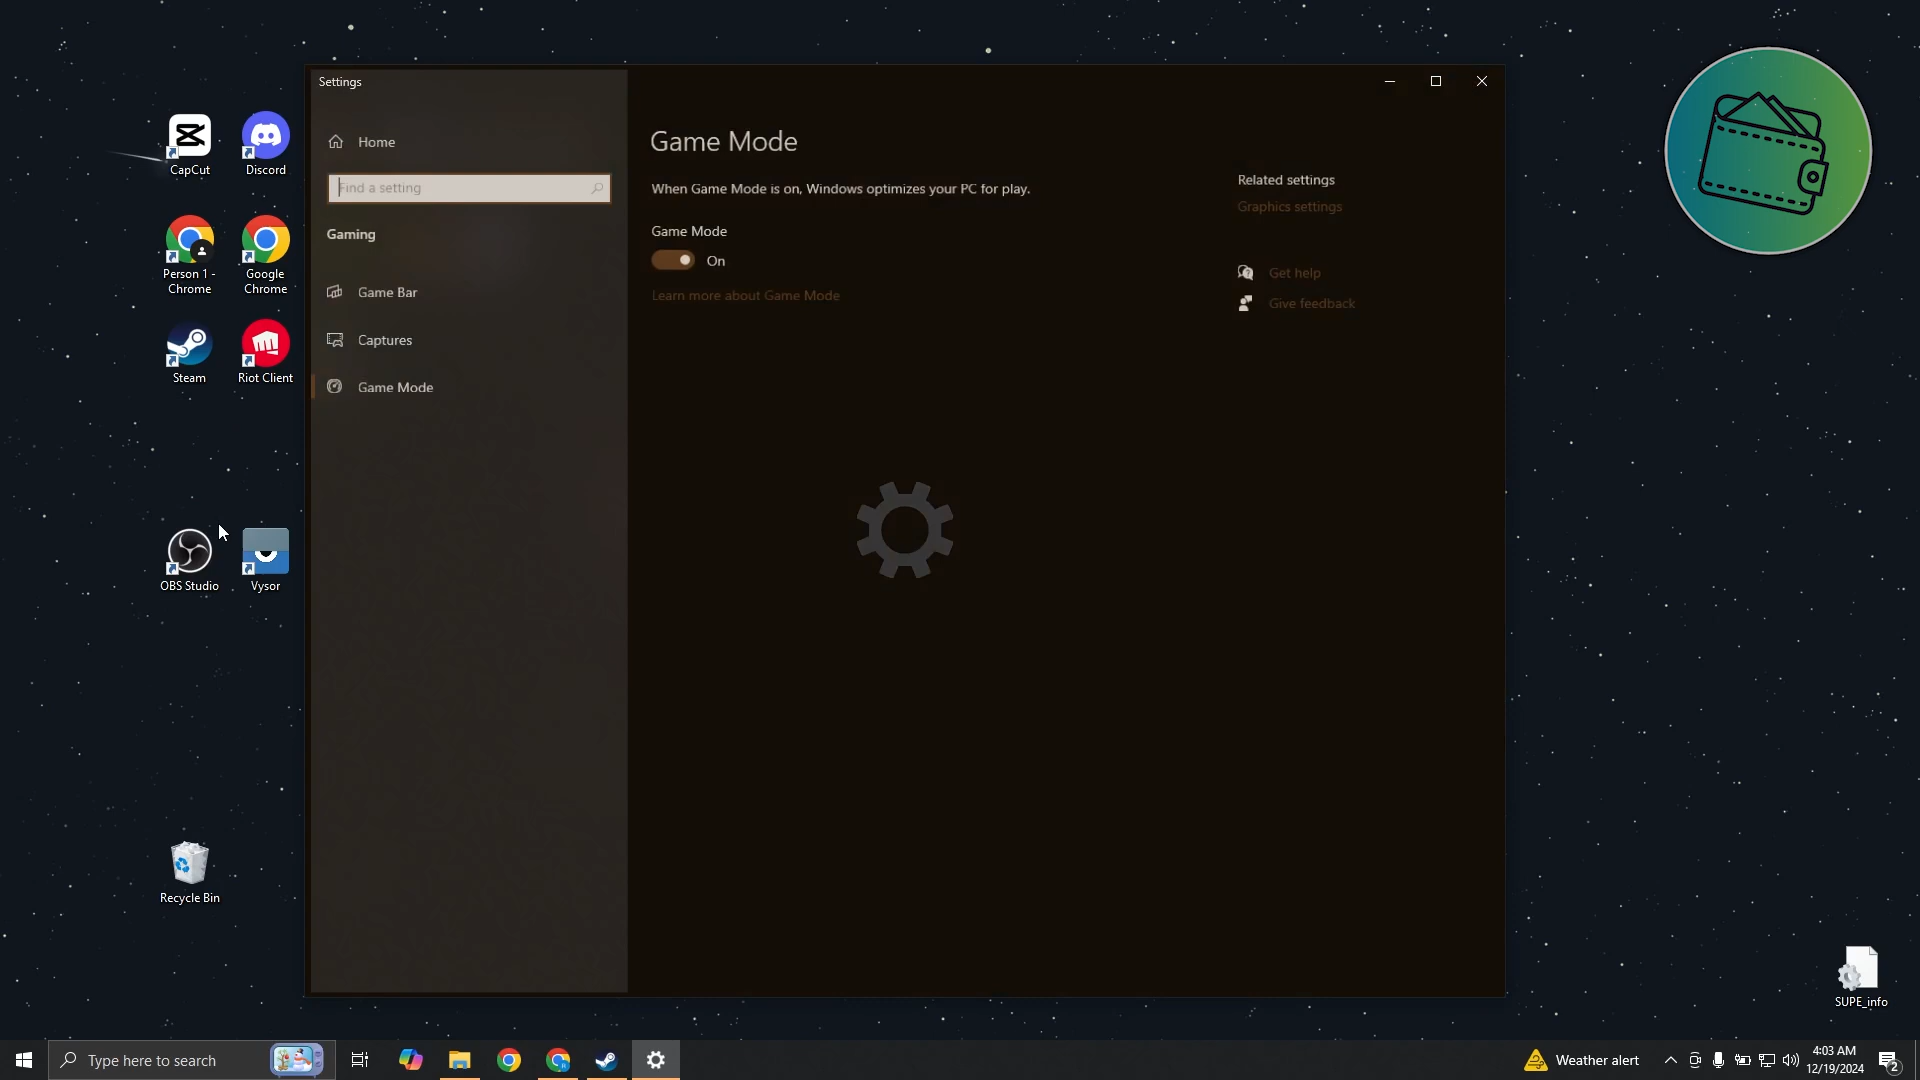 Settings
Home
Find a setting
Gaming
Game Bar
Captures
Game Mode
Game Mode
When Game Mode is on, Windows optimizes your PC for play.
Game Mode
On
Learn more about Game Mode
Related settings
Graphics settings
Get help
Give feedback
CapCut
Discord
Person 1 -
Chrome
Google
Chrome
Steam
Riot Client
OBS Studio
Vysor
Recycle Bin
SUPE_info
Type here to search
Weather alert
4:03 AM
12/19/2024
2